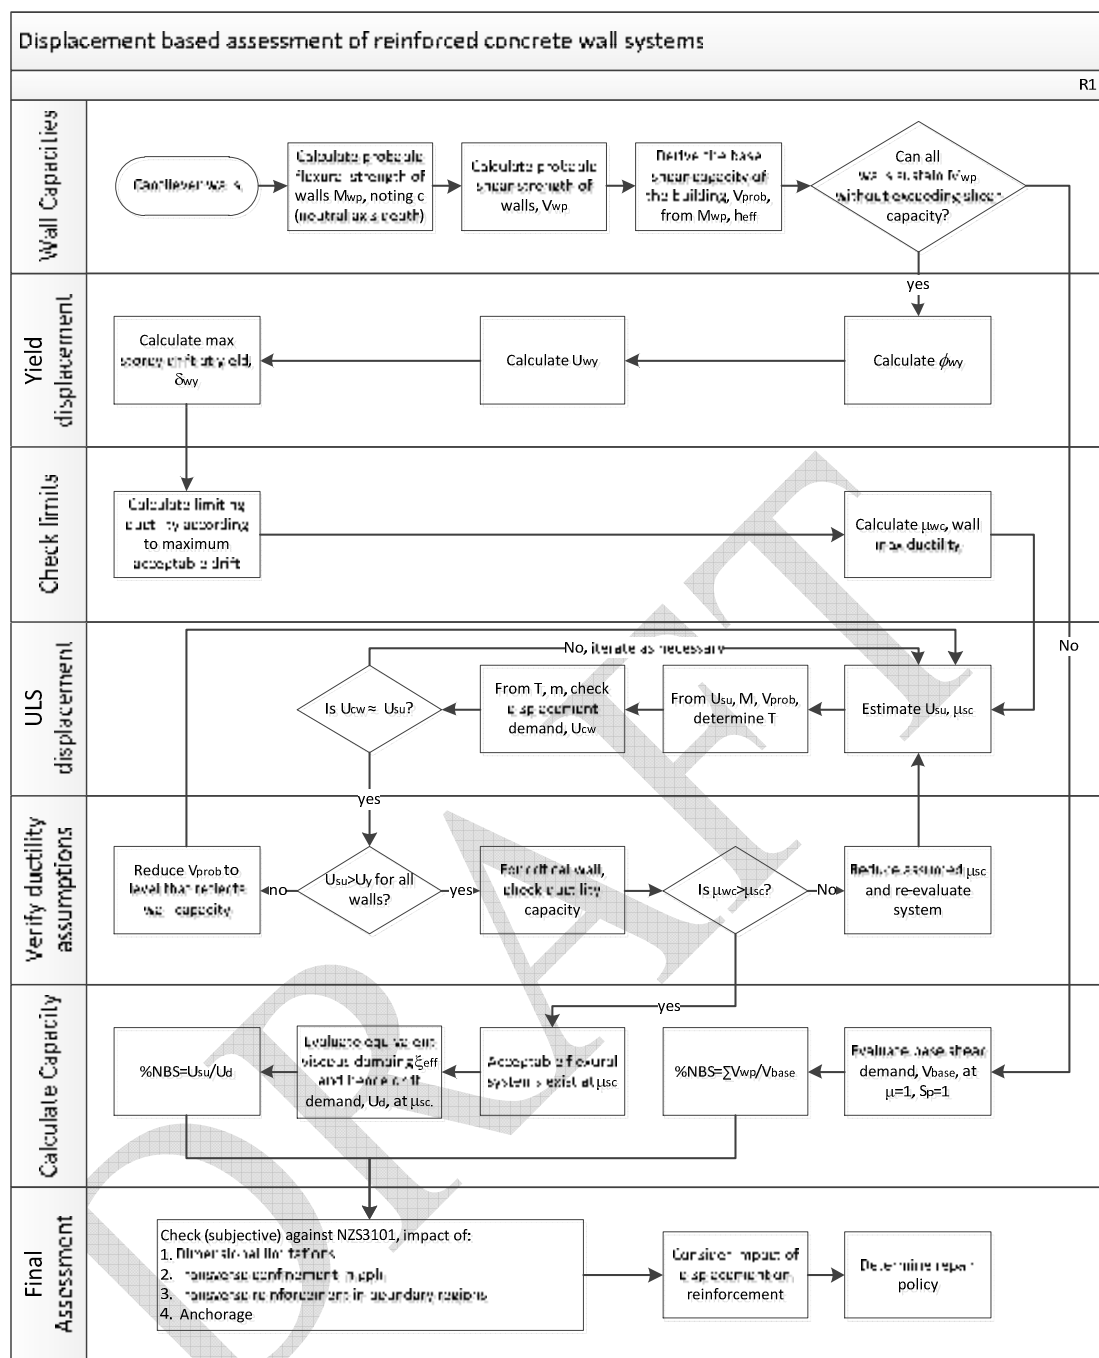 Displacement based assessment of reinforced concrete wall systems
R1
Wall Capacities
Cantilever walls
Calculate probable
flexural strength of
walls Mwp, noting c
(neutral axis depth)
Calculate probable
shear strength of
walls, Vwp
Derive the base
shear capacity of
the building, Vprob,
from Mwp, heff
Can all
walls sustain Mwp
without exceeding shear
capacity?
yes
No
Yield
displacement
Calculate max
storey drift at yield,
δwy
Calculate Uwy
Calculate ϕwy
Check limits
Calculate limiting
ductility according
to maximum
acceptable drift
Calculate μwc, wall
max ductility
ULS
displacement
No, iterate as necessary
Is Ucw ≈ Usu?
From T, m, check
displacement
demand, Ucw
From Usu, M, Vprob,
determine T
Estimate Usu, μsc
yes
Verify ductility
assumptions
Reduce Vprob to
level that reflects
wall capacity
no
Usu>Uy for all
walls?
yes
For critical wall,
check ductility
capacity
Is μwc>μsc?
No
Reduce assumed μsc
and re-evaluate
system
yes
Calculate Capacity
%NBS=Usu/Ud
Evaluate equivalent
viscous damping ξeff
and hence drift
demand, Ud, at μsc.
Acceptable flexural
systems exist at μsc
%NBS=∑Vwp/Vbase
Evaluate base shear
demand, Vbase, at
μ=1, Sp=1
Final
Assessment
Check (subjective) against NZS3101, impact of:
1. Dimensional limitations
2. Transverse confinement in pphr
3. Transverse reinforcement in boundary regions
4. Anchorage
Consider impact of
displacement on
reinforcement
Determine repair
policy
DRAFT